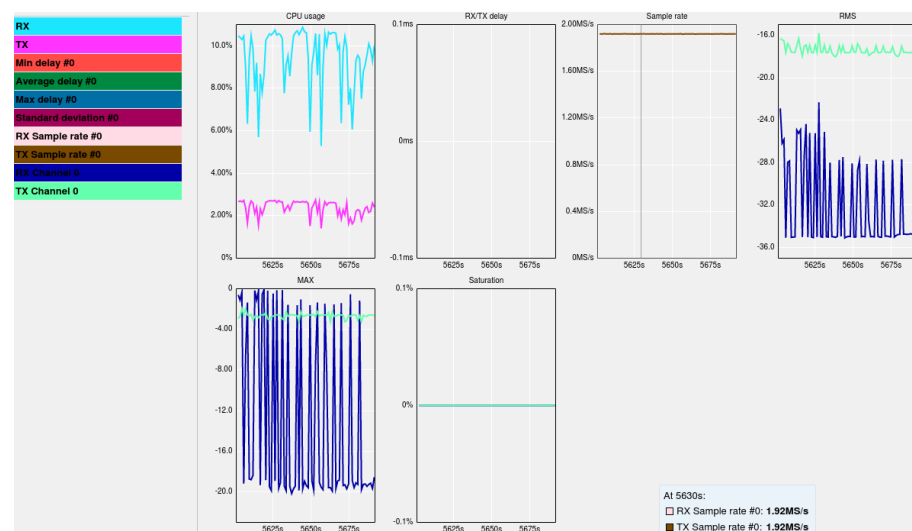 CPU usage
RX/TX delay
Sample rate
RMS
RX
TX
Min delay #0
Average delay #0
Max delay #0
Standard deviation #0
RX Sample rate #0
TX Sample rate #0
RX Channel 0
TX Channel 0
10.0%
8.00%
6.00%
4.00%
2.00%
0%
5625s 5650s 5675s
0.1ms
0ms
-0.1ms
5625s 5650s 5675s
2.00MS/s
1.60MS/s
1.20MS/s
0.8MS/s
0.4MS/s
0MS/s
5625s 5650s 5675s
-16.0
-20.0
-24.0
-28.0
-32.0
-36.0
5625s 5650s 5675s
MAX
Saturation
0
-4.00
-8.00
-12.0
-16.0
-20.0
5625s 5650s 5675s
0.1%
0%
-0.1%
5625s 5650s 5675s
At 5630s:
RX Sample rate #0: 1.92MS/s
TX Sample rate #0: 1.92MS/s